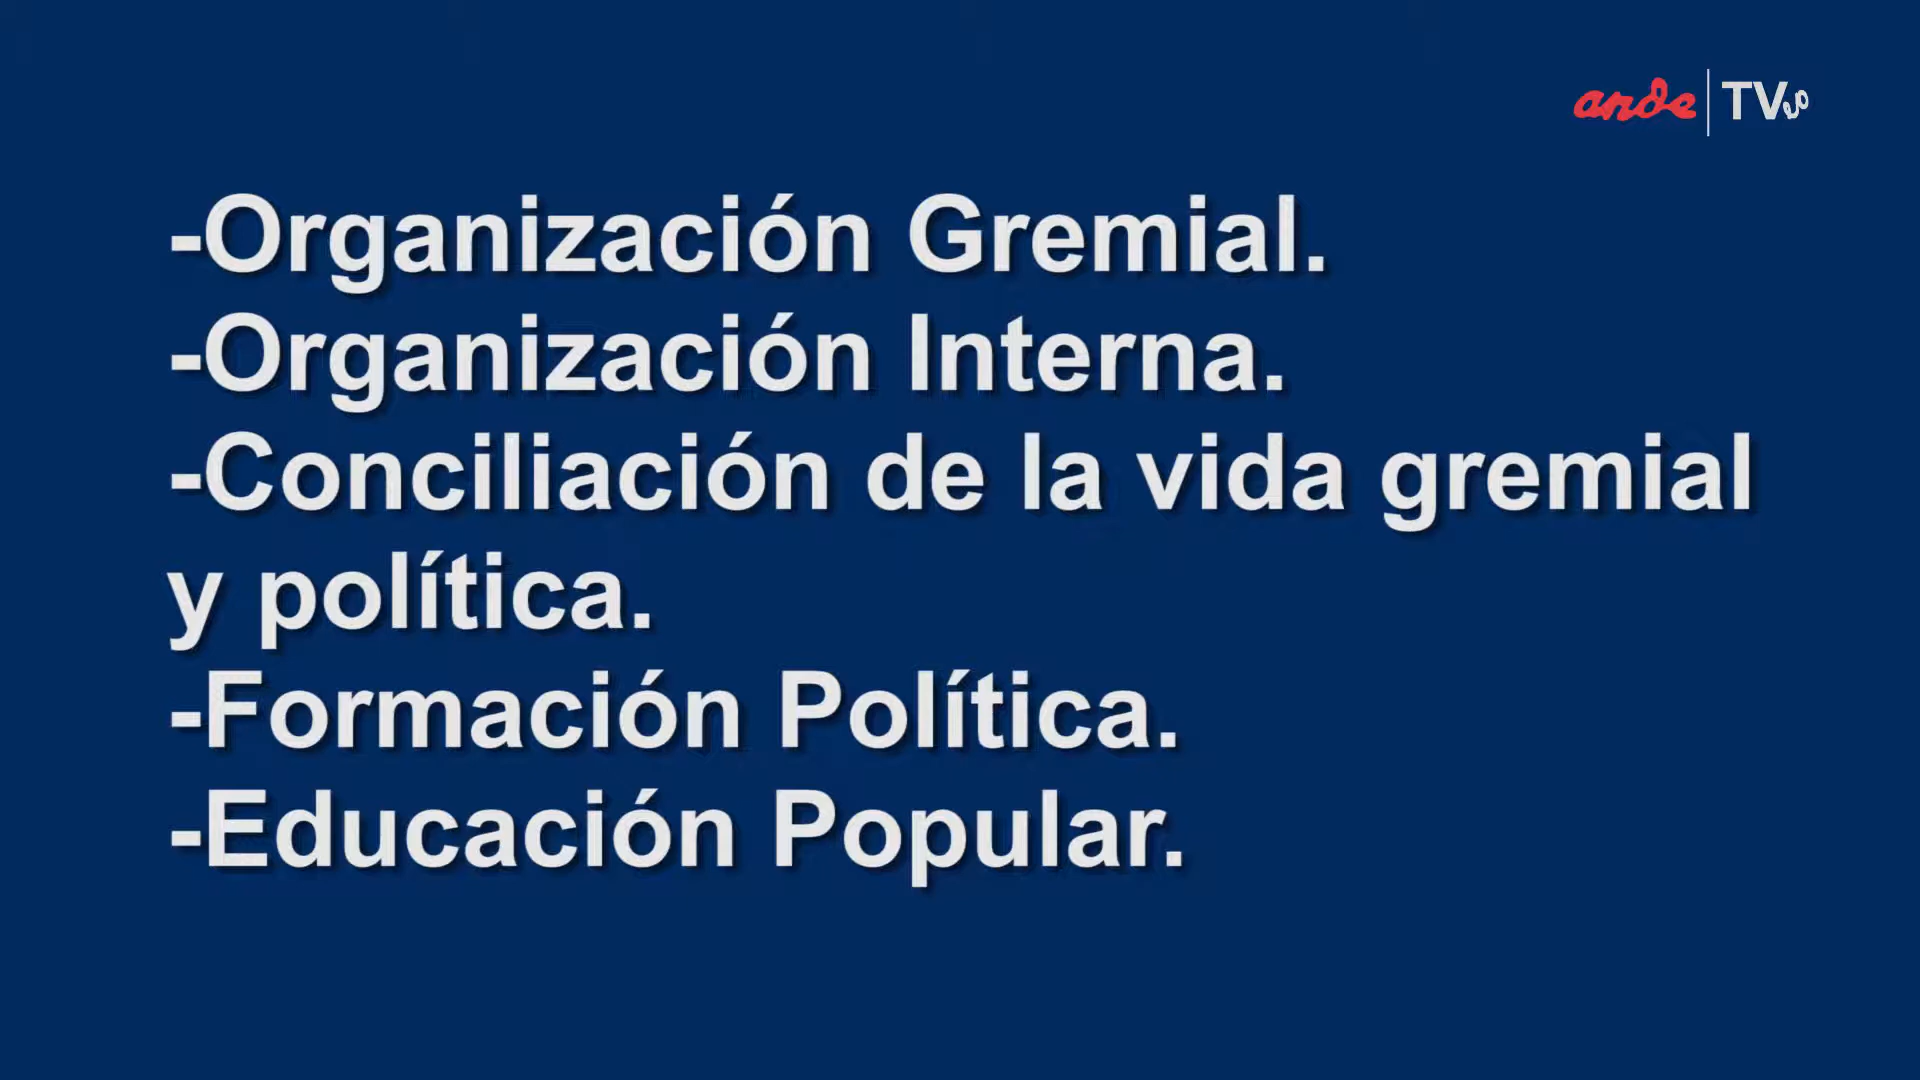 ande TV
-Organización Gremial.
-Organización Interna.
-Conciliación de la vida gremial
y política.
-Formación Política.
-Educación Popular.